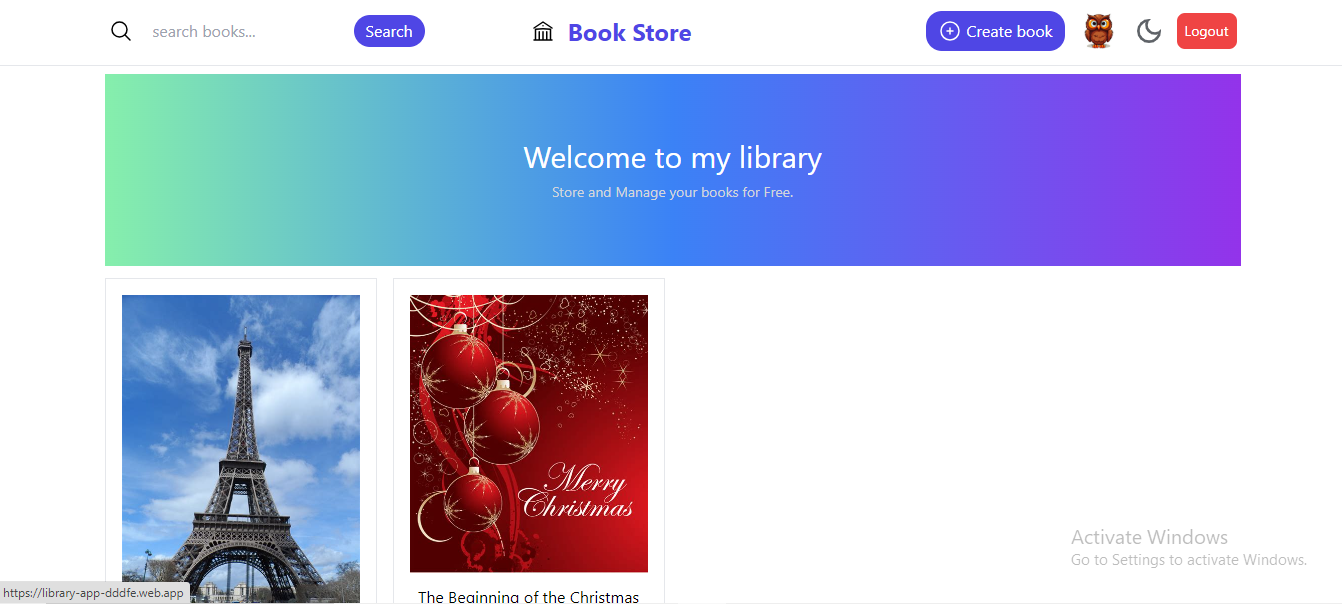 search books...
Search
Book Store
Create book
Logout
Welcome to my library
Store and Manage your books for Free.
Merry
Christmas
The Beginning of the Christmas
Activate Windows
Go to Settings to activate Windows.
https://library-app-dddfe.web.app